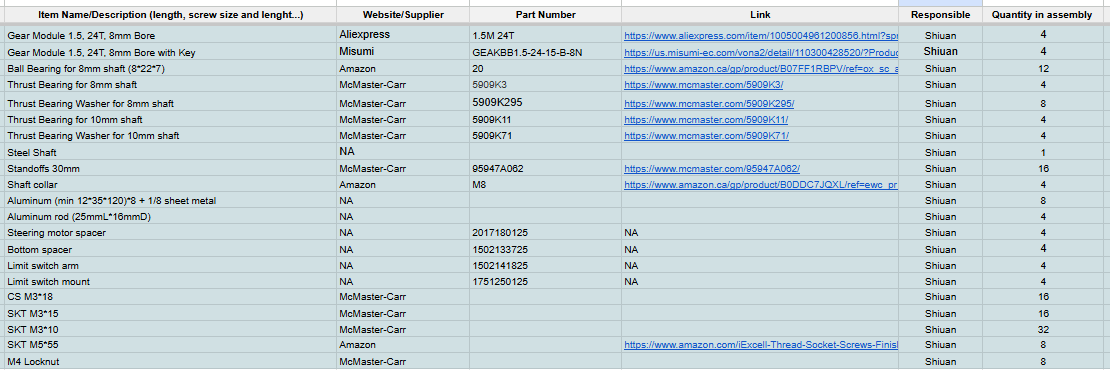 Item Name/Description (length, screw size and lenght...) Website/Supplier Part Number Link Responsible Quantity in assembly
Gear Module 1.5, 24T, 8mm Bore Aliexpress 1.5M 24T https://www.aliexpress.com/item/1005004961200856.html?spr Shiuan 4
Gear Module 1.5, 24T, 8mm Bore with Key Misumi GEAKBB1.5-24-15-B-8N https://us.misumi-ec.com/vona2/detail/110300428520/?Produc Shiuan 4
Ball Bearing for 8mm shaft (8*22*7) Amazon 20 https://www.amazon.ca/gp/product/B07FF1RBPV/ref=ox_sc_a Shiuan 12
Thrust Bearing for 8mm shaft McMaster-Carr 5909K3 https://www.mcmaster.com/5909K3/ Shiuan 4
Thrust Bearing Washer for 8mm shaft McMaster-Carr 5909K295 https://www.mcmaster.com/5909K295/ Shiuan 8
Thrust Bearing for 10mm shaft McMaster-Carr 5909K11 https://www.mcmaster.com/5909K11/ Shiuan 4
Thrust Bearing Washer for 10mm shaft McMaster-Carr 5909K71 https://www.mcmaster.com/5909K71/ Shiuan 4
Steel Shaft NA Shiuan 1
Standoffs 30mm McMaster-Carr 95947A062 https://www.mcmaster.com/95947A062/ Shiuan 16
Shaft collar Amazon M8 https://www.amazon.ca/gp/product/B0DDC7JQXL/ref=ewc_pr Shiuan 4
Aluminum (min 12*35*120)*8 + 1/8 sheet metal NA Shiuan 8
Aluminum rod (25mmL*16mmD) NA Shiuan 4
Steering motor spacer NA 2017180125 NA Shiuan 4
Bottom spacer NA 1502133725 NA Shiuan 4
Limit switch arm NA 1502141825 NA Shiuan 4
Limit switch mount NA 1751250125 NA Shiuan 4
CS M3*18 McMaster-Carr Shiuan 16
SKT M3*15 McMaster-Carr Shiuan 16
SKT M3*10 McMaster-Carr Shiuan 32
SKT M5*55 Amazon https://www.amazon.com/iExcell-Thread-Socket-Screws-Finis Shiuan 8
M4 Locknut McMaster-Carr Shiuan 8